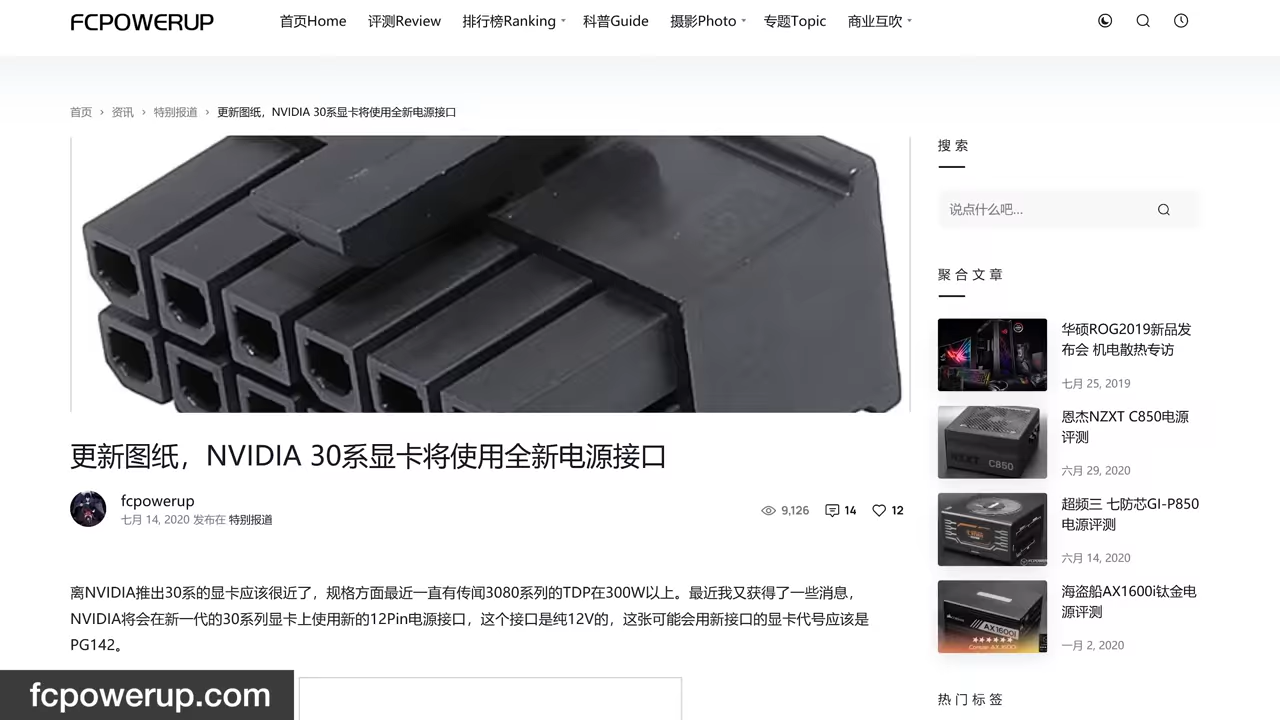 FCPOWERUP
首页Home 评测Review 排行榜Ranking 科普Guide 摄影Photo 专题Topic 商业互吹
首页 › 资讯 › 特别报道 › 更新图纸，NVIDIA 30系显卡将使用全新电源接口
更新图纸，NVIDIA 30系显卡将使用全新电源接口
fcpowerup
七月 14, 2020 发布在 特别报道
9,126 14 12
离NVIDIA推出30系的显卡应该很近了，规格方面最近一直有传闻3080系列的TDP在300W以上。最近我又获得了一些消息，
NVIDIA将会在新一代的30系列显卡上使用新的12Pin电源接口，这个接口是纯12V的，这张可能会用新接口的显卡代号应该是
PG142。
搜索
说点什么吧...
聚合文章
华硕ROG2019新品发
布会 机电散热专访
七月 25, 2019
恩杰NZXT C850电源
评测
六月 29, 2020
NZXT C850
超频三 七防芯GI-P850
电源评测
六月 14, 2020
海盗船AX1600i钛金电
源评测
一月 2, 2020
AX1600i
Corsair AX1600i
热门标签
fcpowerup.com